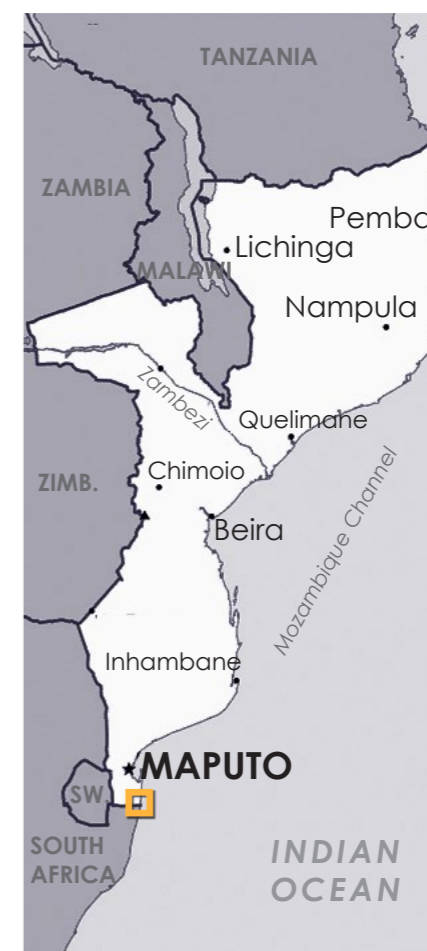 TANZANIA
ZAMBIA
Pemba
Lichinga
MALAWI
Nampula
Zambezi
Quelimane
ZIMB.
Chimoio
Mozambique Channel
Beira
Inhambane
MAPUTO
SW.
SOUTH
AFRICA
INDIAN
OCEAN